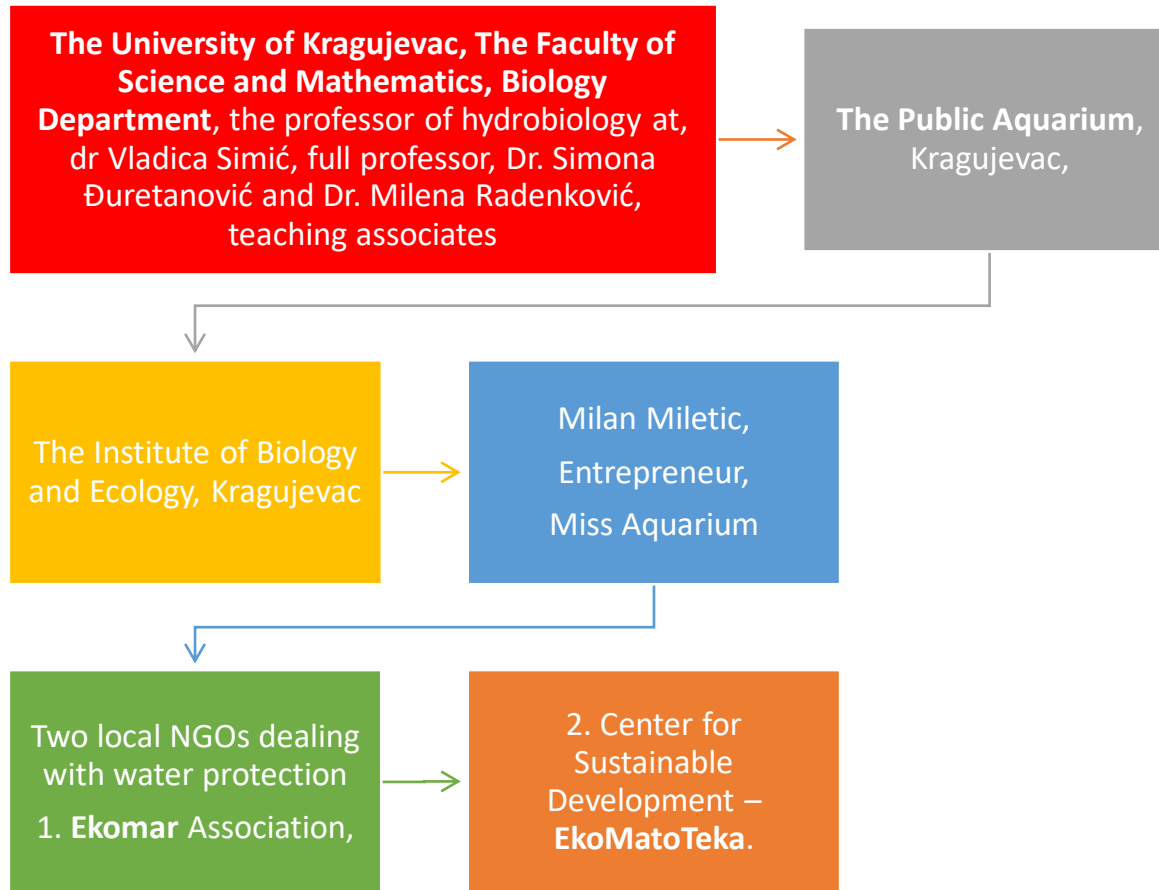 The University of Kragujevac, The Faculty of
Science and Mathematics, Biology
Department, the professor of hydrobiology at,
dr Vladica Simić, full professor, Dr. Simona
Đuretanović and Dr. Milena Radenković,
teaching associates
The Public Aquarium,
Kragujevac,
The Institute of Biology
and Ecology, Kragujevac
Milan Miletic,
Entrepreneur,
Miss Aquarium
Two local NGOs dealing
with water protection
1. Ekomar Association,
2. Center for
Sustainable
Development –
EkoMatoTeka.